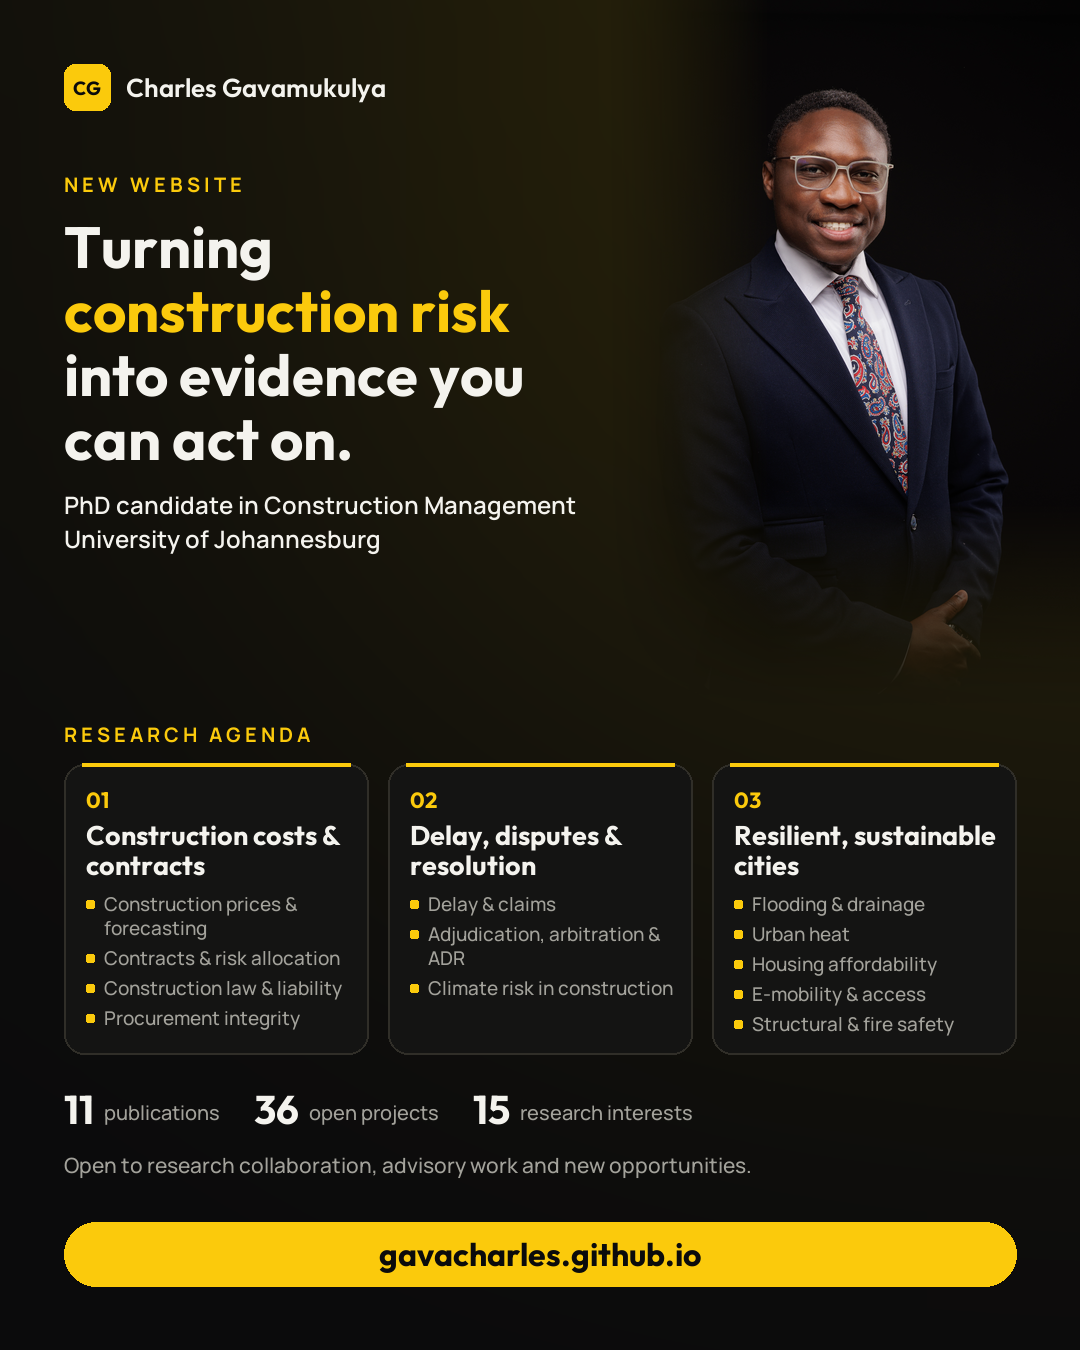 CG
Charles Gavamukulya
NEW WEBSITE
Turning
construction risk
into evidence you
can act on.
PhD candidate in Construction Management
University of Johannesburg
RESEARCH AGENDA
01
Construction costs &
contracts
Construction prices &
forecasting
Contracts & risk allocation
Construction law & liability
Procurement integrity
02
Delay, disputes &
resolution
Delay & claims
Adjudication, arbitration &
ADR
Climate risk in construction
03
Resilient, sustainable
cities
Flooding & drainage
Urban heat
Housing affordability
E-mobility & access
Structural & fire safety
11 publications 36 open projects 15 research interests
Open to research collaboration, advisory work and new opportunities.
gavacharles.github.io